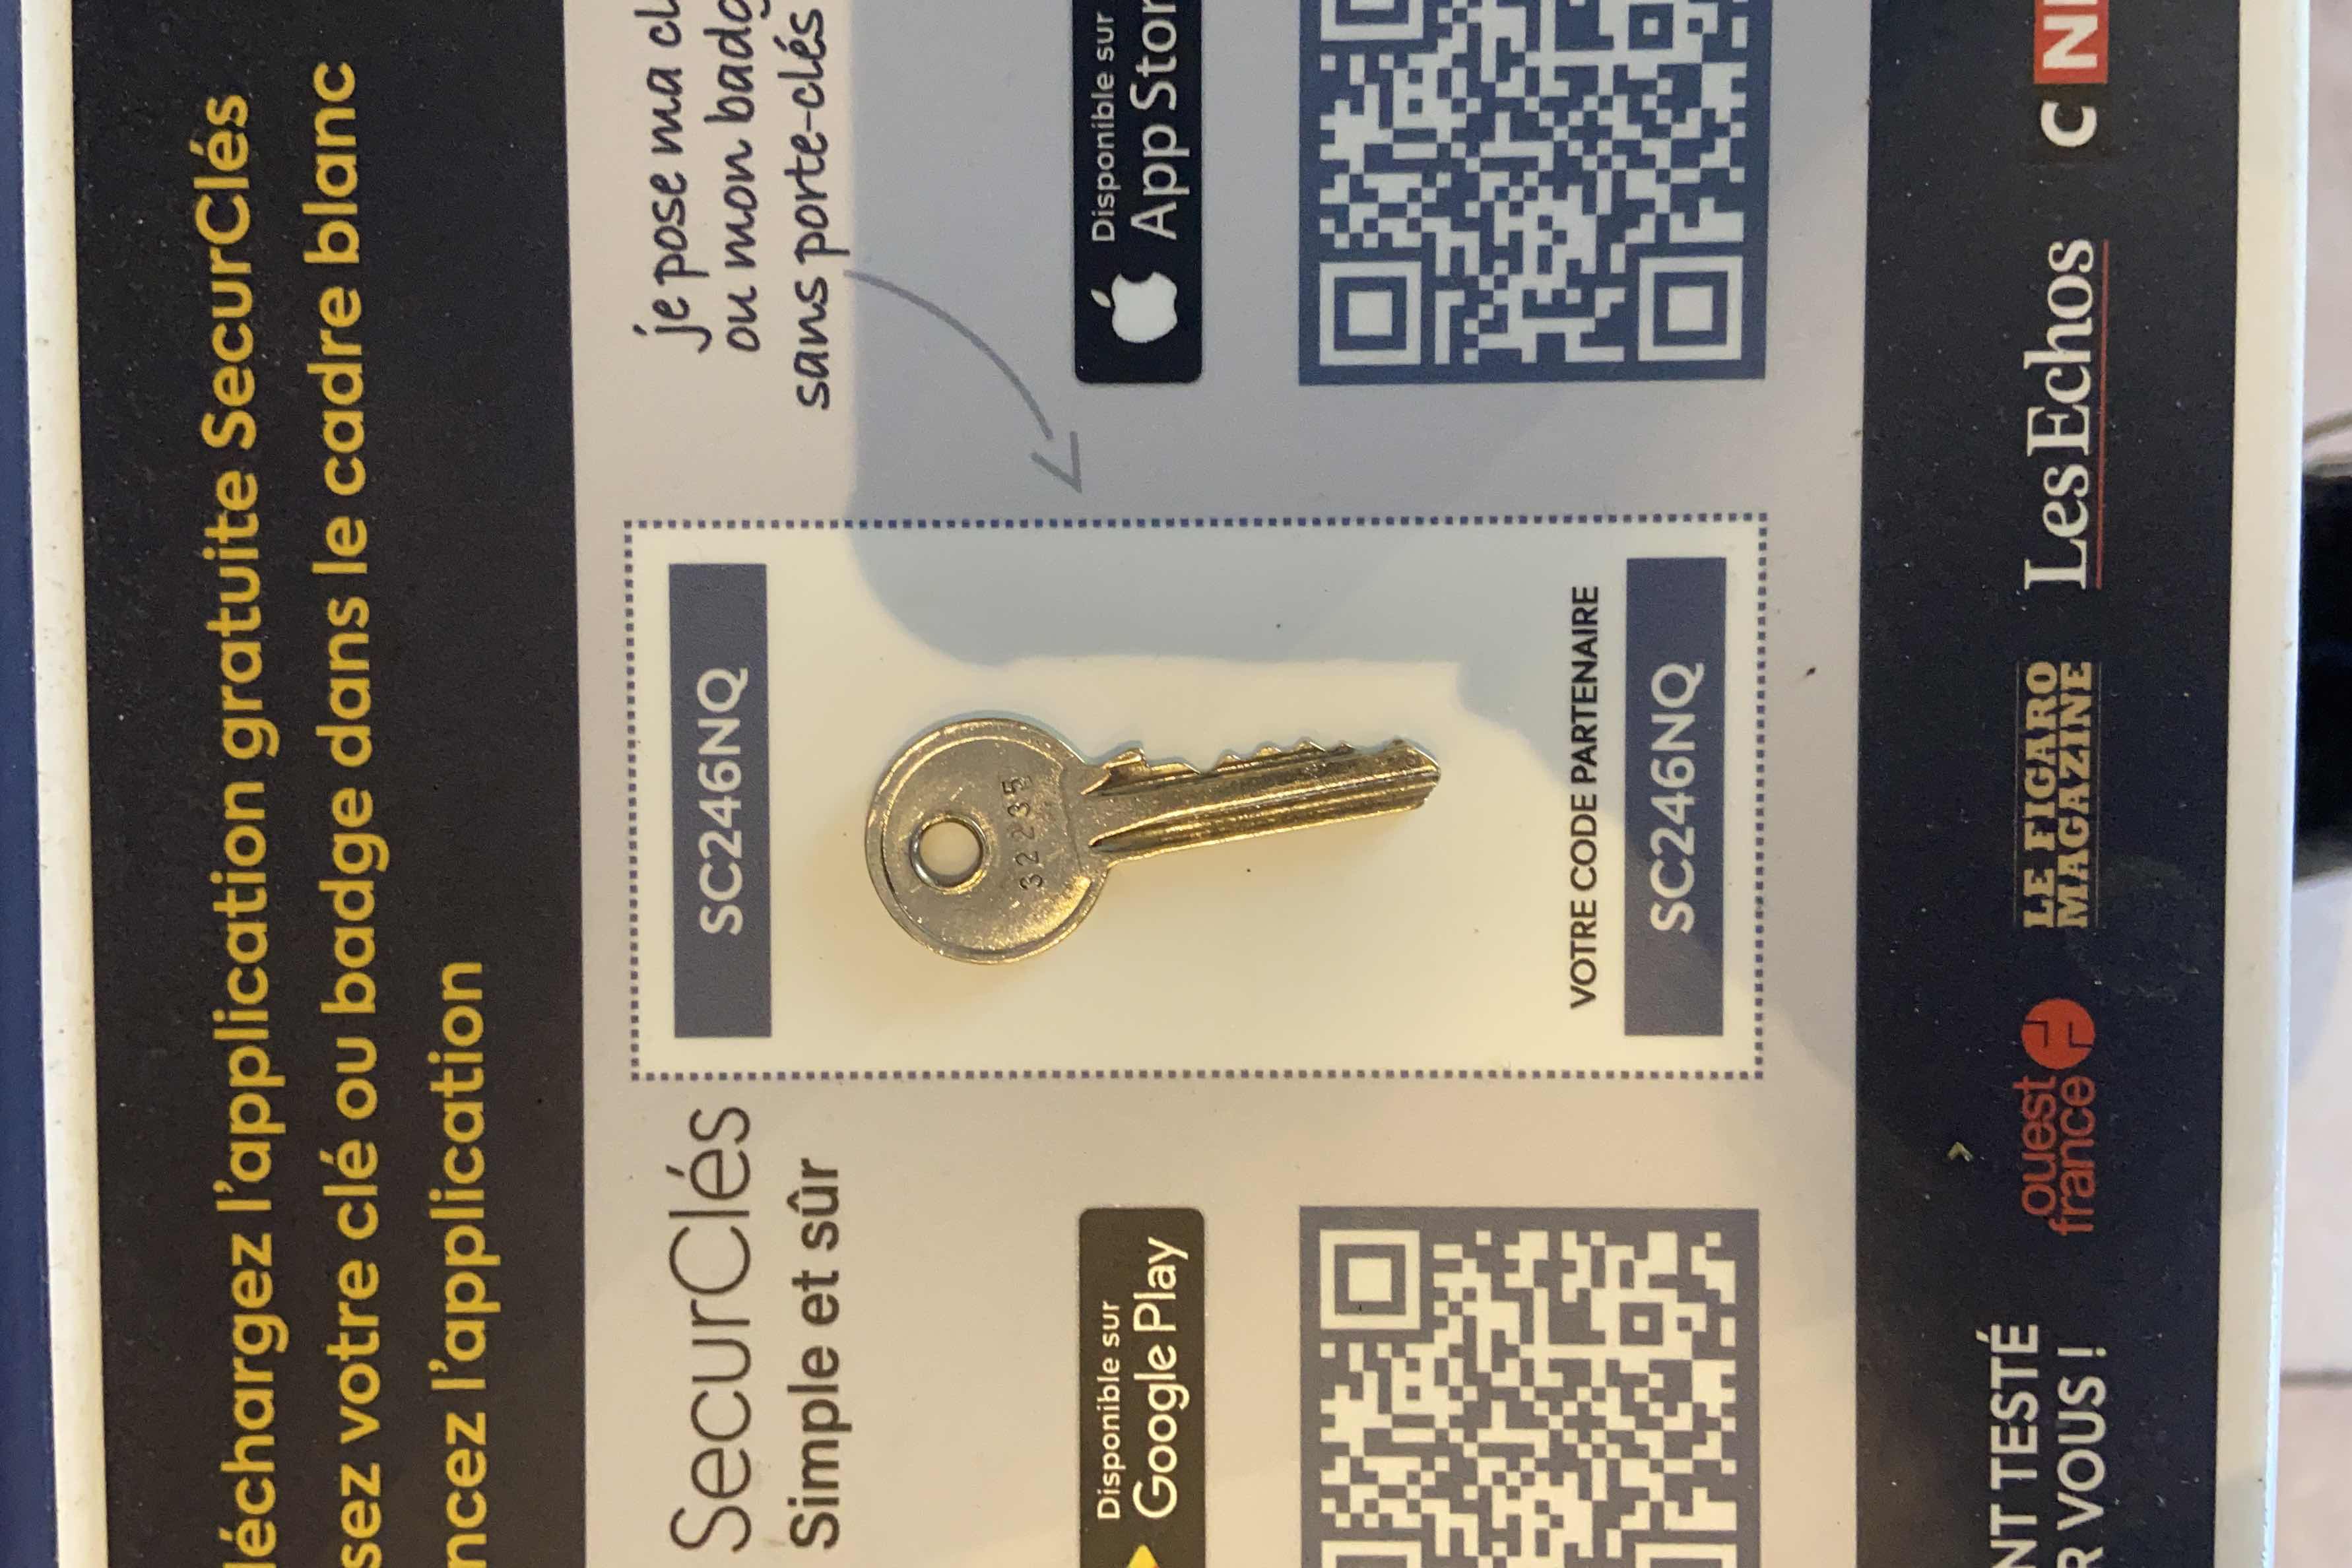 léchargez l'application gratuite SecurClés
sez votre clé ou badge dans le cadre blanc
ncez l'application
SecurClés
Simple et sûr
SC246NQ
je pose ma cl
ou mon badg
sans porte-clés
32235
Disponible sur
Google Play
Disponible sur
App Stor
VOTRE CODE PARTENAIRE
SC246NQ
NT TESTÉ
R VOUS !
ouest
france
LE FIGARO
MAGAZINE
Les Echos
C NE